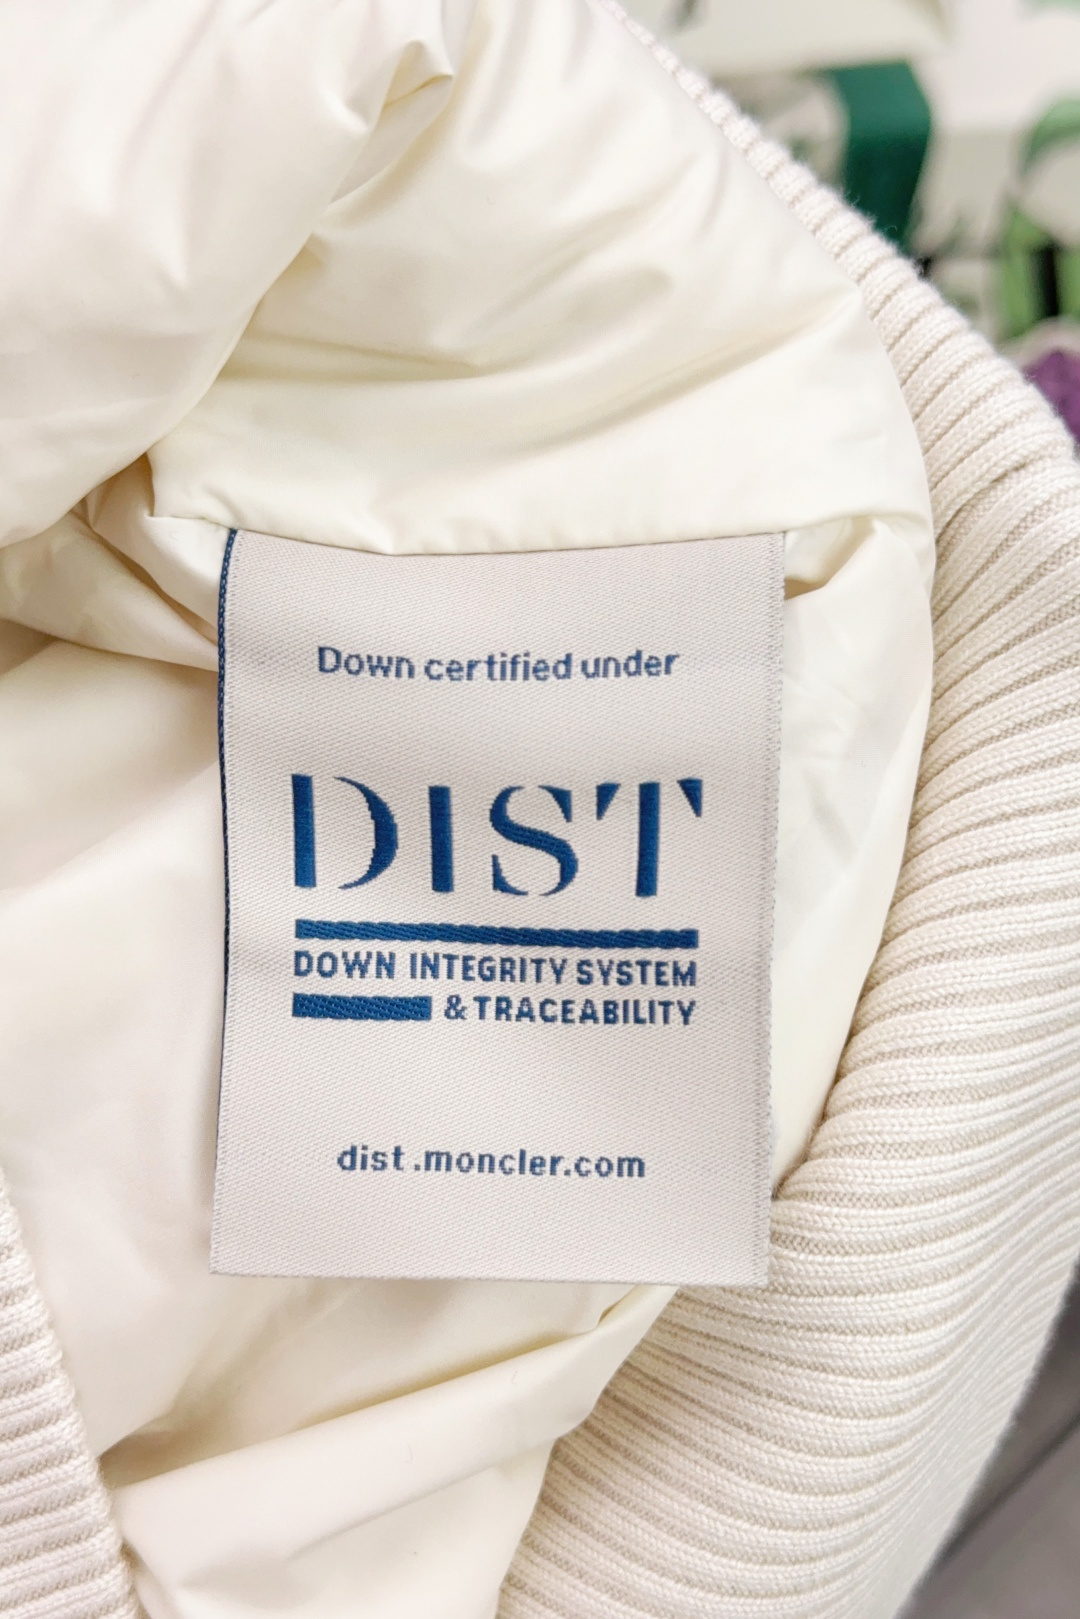 Down certified under
DIST
DOWN INTEGRITY SYSTEM
& TRACEABILITY
dist.moncler.com